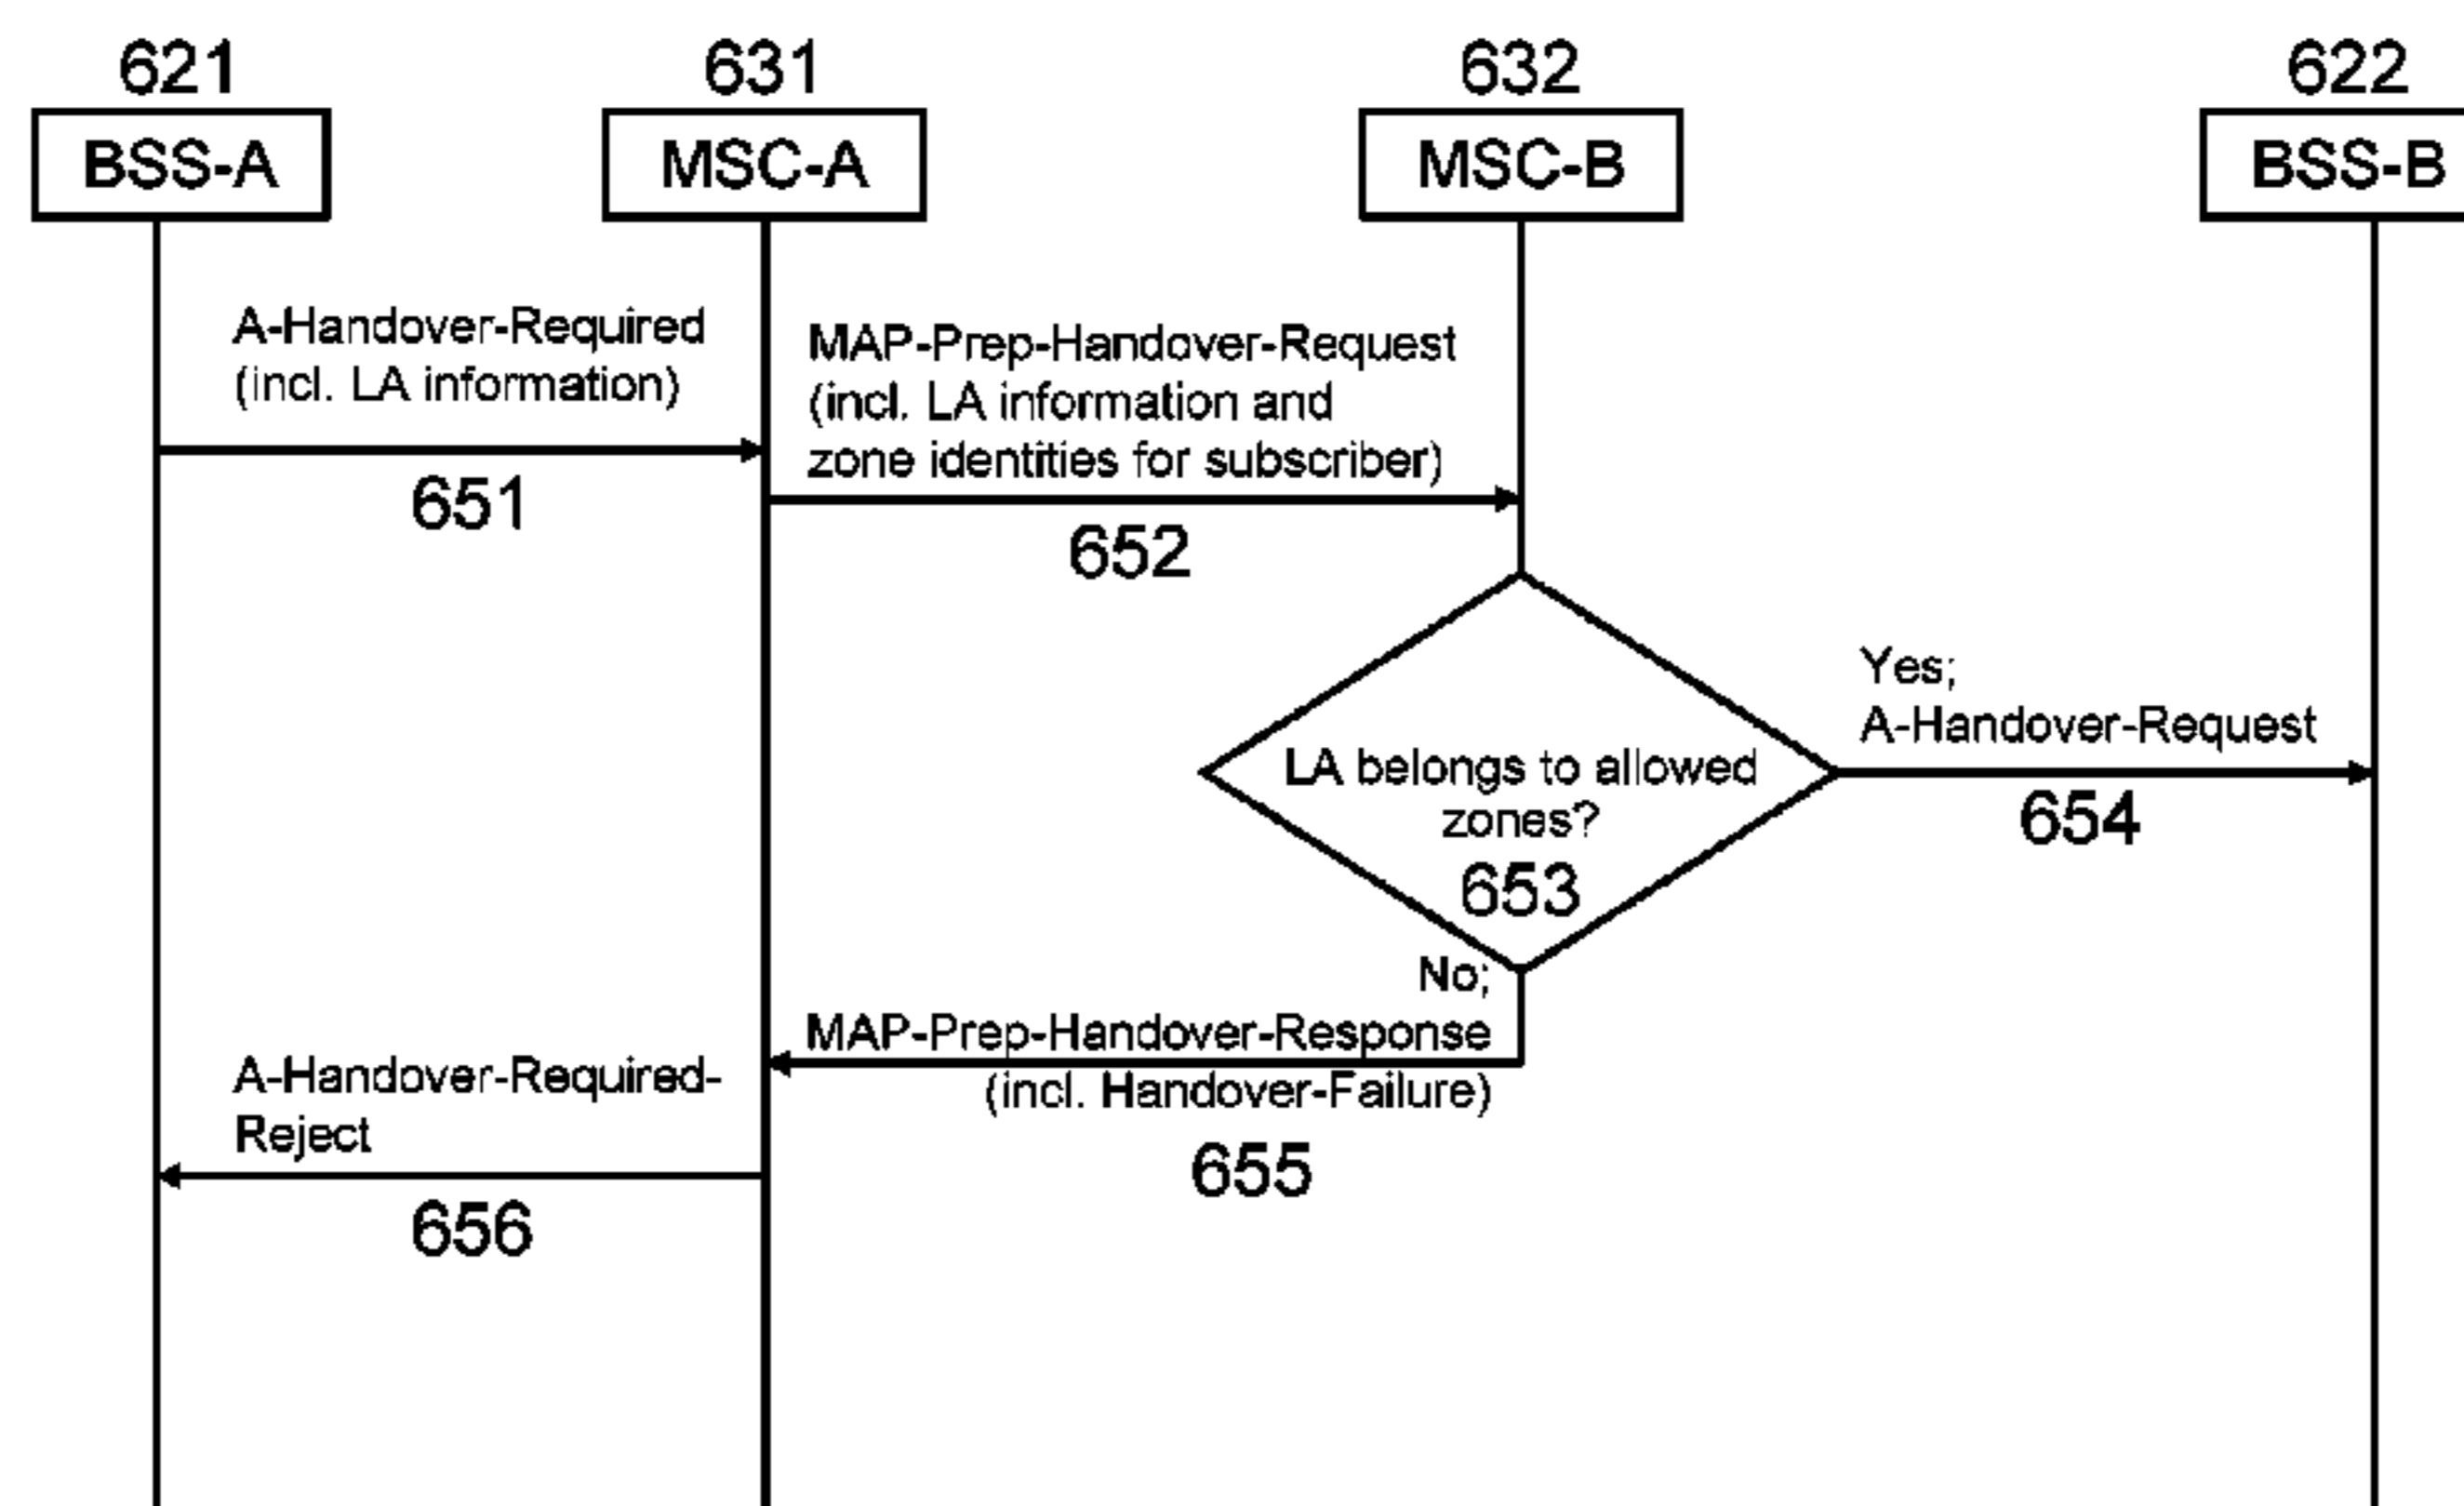 621
631
632
622
BSS-A
MSC-A
MSC-B
BSS-B
A-Handover-Required
(incl. LA information)
651
MAP-Prep-Handover-Request
(incl. LA information and
zone identities for subscriber)
652
LA belongs to allowed
zones?
653
Yes;
A-Handover-Request
654
No;
MAP-Prep-Handover-Response
(incl. Handover-Failure)
655
A-Handover-Required-
Reject
656